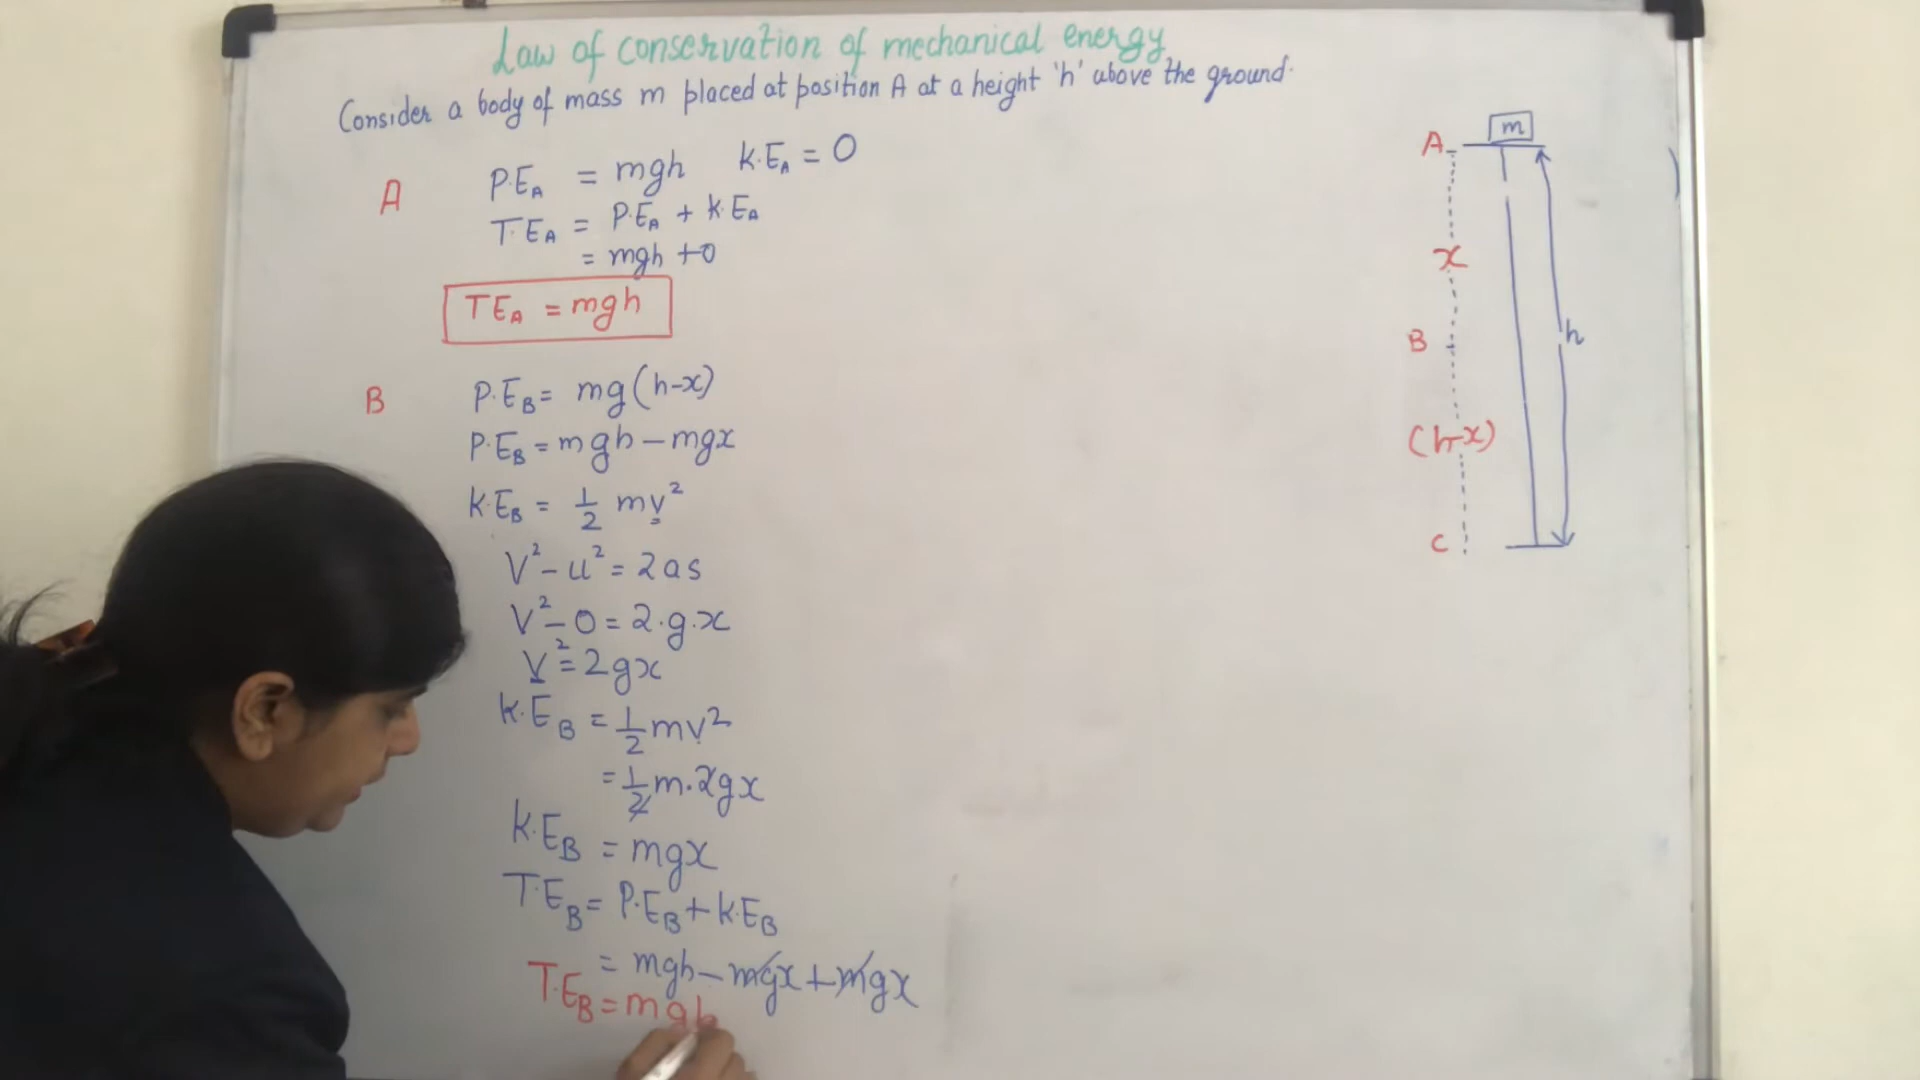 Law of conservation of mechanical energy
Consider a body of mass m placed at position A at a height 'h' above the ground.
A P.E_A = mgh K.E_A = 0
T.E_A = P.E_A + K.E_A
= mgh + 0
TE_A = mgh
B P.E_B = mg(h-x)
P.E_B = mgh - mgx
K.E_B = 1/2 mv²
V² - u² = 2as
V² - 0 = 2.g.x
V² = 2gx
K.E_B = 1/2 mv²
= 1/2 m.2gx
K.E_B = mgx
T.E_B = P.E_B + K.E_B
= mgh - mgx + mgx
T.E_B = mgh
m
A
x
B
h
(h-x)
C